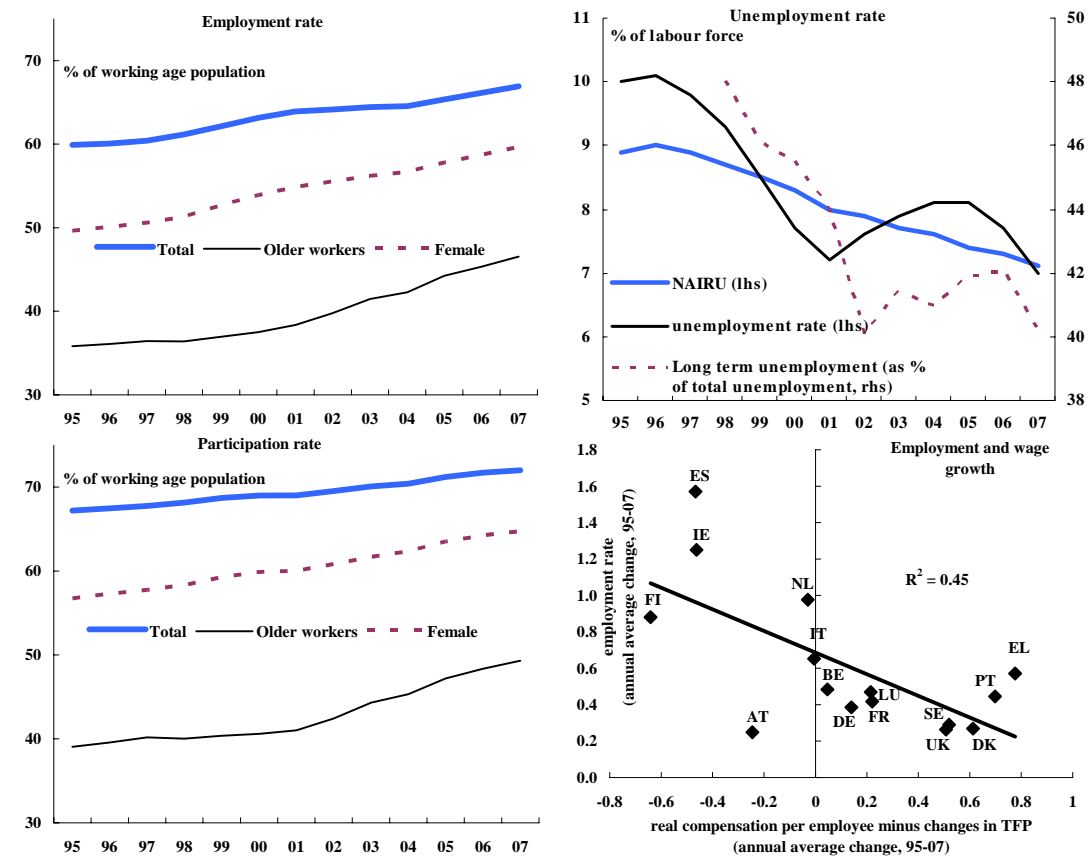 Employment rate
% of working age population
70
60
50
40
30
Total Older workers Female
95 96 97 98 99 00 01 02 03 04 05 06 07
Unemployment rate
% of labour force
11
10
9
8
7
6
5
50
48
46
44
42
40
38
NAIRU (lhs)
unemployment rate (lhs)
Long term unemployment (as %
of total unemployment, rhs)
95 96 97 98 99 00 01 02 03 04 05 06 07
Participation rate
% of working age population
70
60
50
40
30
Total Older workers Female
95 96 97 98 99 00 01 02 03 04 05 06 07
Employment and wage
growth
employment rate
(annual average change, 95-07)
1.8
1.6
1.4
1.2
1.0
0.8
0.6
0.4
0.2
0.0
ES
IE
R² = 0.45
NL
FI
IT
EL
BE
PT
LU
AT
DE FR
SE
UK DK
-0.8 -0.6 -0.4 -0.2 0 0.2 0.4 0.6 0.8 1
real compensation per employee minus changes in TFP
(annual average change, 95-07)